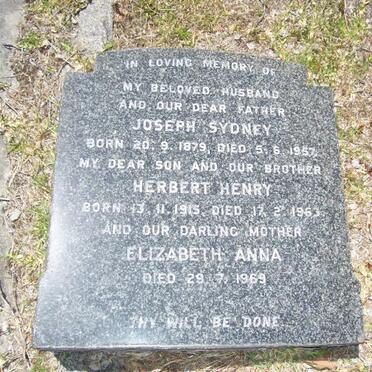 IN LOVING MEMORY OF
MY BELOVED HUSBAND
AND OUR DEAR FATHER
JOSEPH SYDNEY
BORN 20. 9. 1879, DIED 5. 6. 1957.
MY DEAR SON AND OUR BROTHER
HERBERT HENRY
BORN 13. 11. 1915. DIED 17. 2. 1963
AND OUR DARLING MOTHER
ELIZABETH ANNA
DIED 29. 7. 1969
THY WILL BE DONE